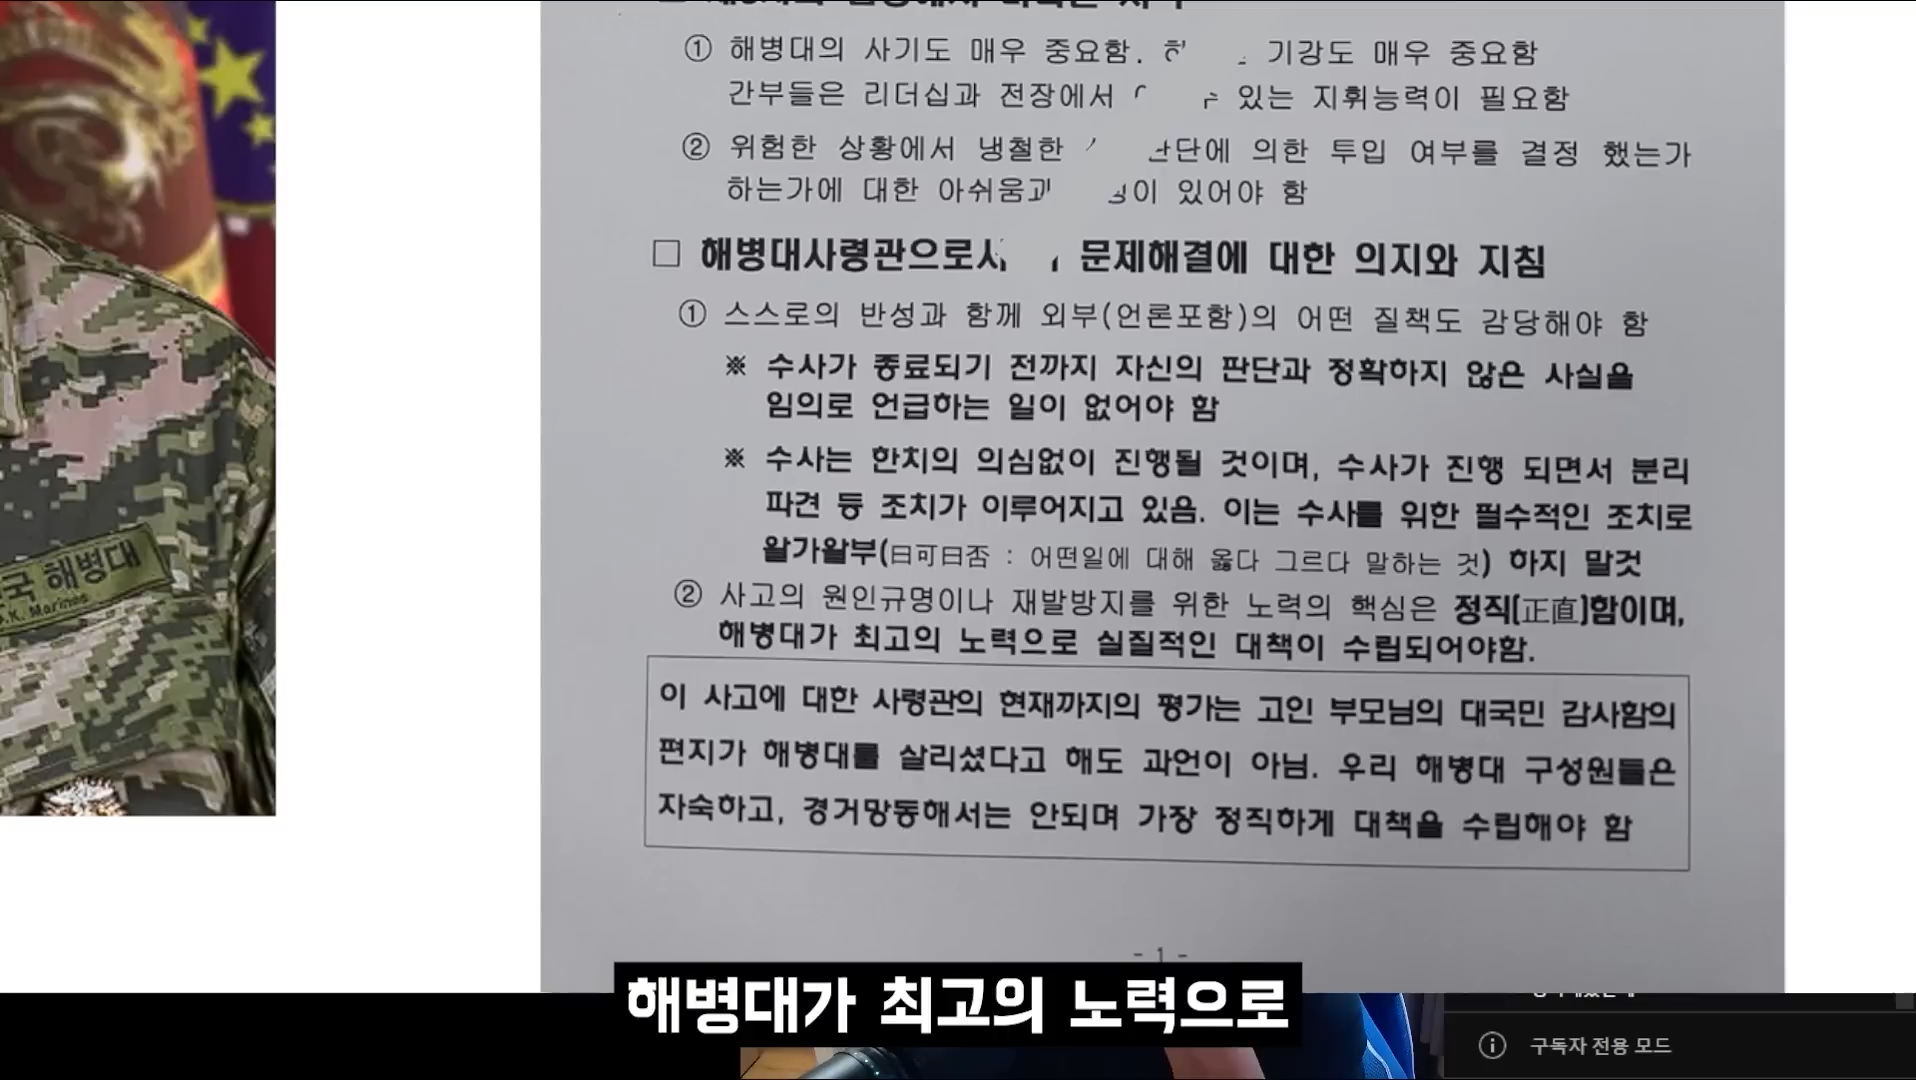 ① 해병대의 사기도 매우 중요함. 기강도 매우 중요함
간부들은 리더십과 전장에서 있는 지휘능력이 필요함
② 위험한 상황에서 냉철한 의한 투입 여부를 결정 했는가
하는가에 대한 있어야 함
□ 해병대사령관으로서 문제해결에 대한 의지와 지침
① 스스로의 반성과 함께 외부(언론포함)의 어떤 질책도 감당해야 함
※ 수사가 종료되기 전까지 자신의 판단과 정확하지 않은 사실을
임의로 언급하는 일이 없어야 함
※ 수사는 한치의 의심없이 진행될 것이며, 수사가 진행 되면서 분리
파견 등 조치가 이루어지고 있음. 이는 수사를 위한 필수적인 조치로
왈가왈부(曰可曰否 : 어떤일에 대해 옳다 그르다 말하는 것) 하지 말것
② 사고의 원인규명이나 재발방지를 위한 노력의 핵심은 정직(正直)함이며,
해병대가 최고의 노력으로 실질적인 대책이 수립되어야함.
이 사고에 대한 사령관의 현재까지의 평가는 고인 부모님의 대국민 감사함의
편지가 해병대를 살리셨다고 해도 과언이 아님. 우리 해병대 구성원들은
자숙하고, 경거망동해서는 안되며 가장 정직하게 대책을 수립해야 함
- 1 -
국 해병대
.K. Marines
해병대가 최고의 노력으로
구독자 전용 모드